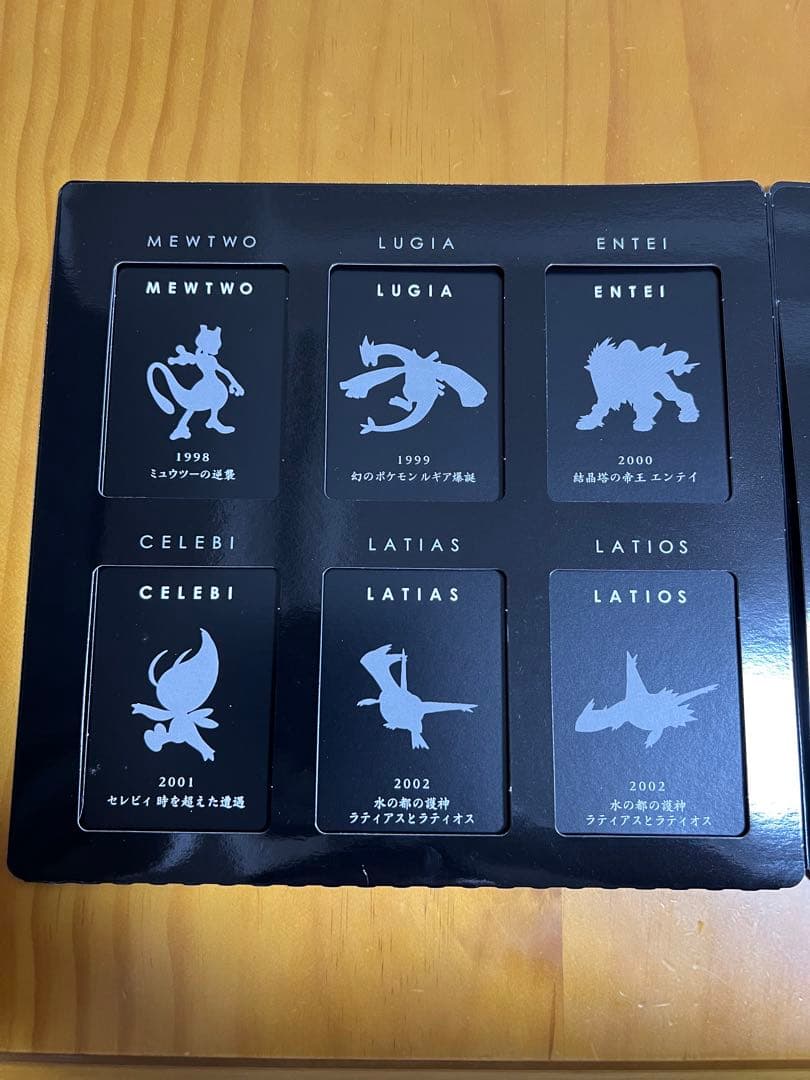 MEWTWO
LUGIA
ENTEI
MEWTWO
1998
ミュウツーの逆襲
LUGIA
1999
幻のポケモン ルギア爆誕
ENTEI
2000
結晶塔の帝王 エンテイ
CELEBI
LATIAS
LATIOS
CELEBI
2001
セレビィ 時を超えた遭遇
LATIAS
2002
水の都の護神
ラティアスとラティオス
LATIOS
2002
水の都の護神
ラティアスとラティオス